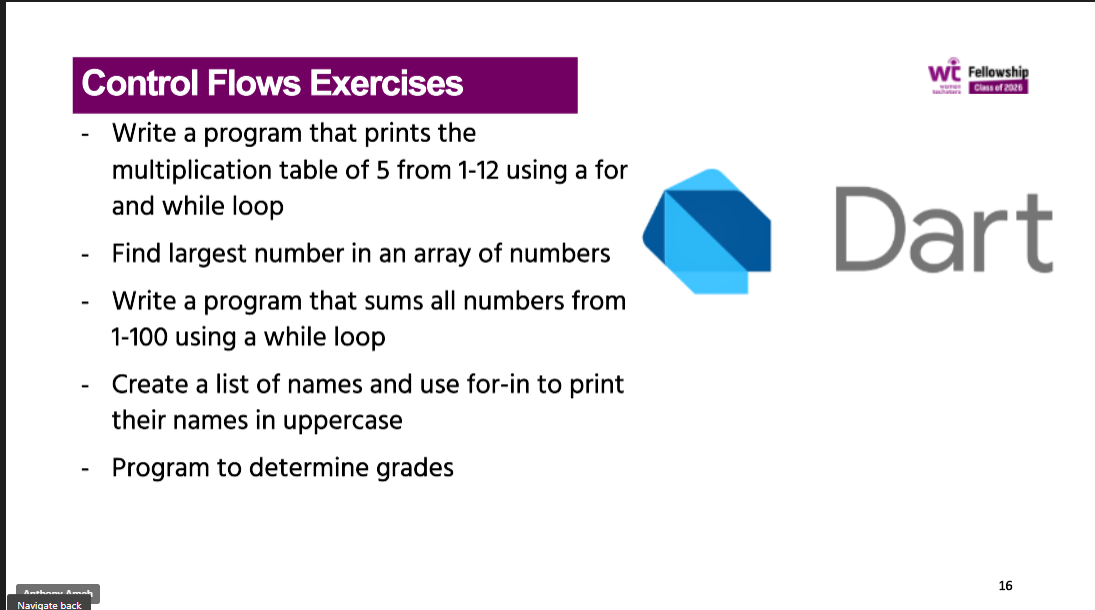 Control Flows Exercises
wt Fellowship
women
techsters
Class of 2026
- Write a program that prints the
multiplication table of 5 from 1-12 using a for
and while loop
- Find largest number in an array of numbers
- Write a program that sums all numbers from
1-100 using a while loop
- Create a list of names and use for-in to print
their names in uppercase
- Program to determine grades
Dart
16
Anthony Ameh
Navigate back